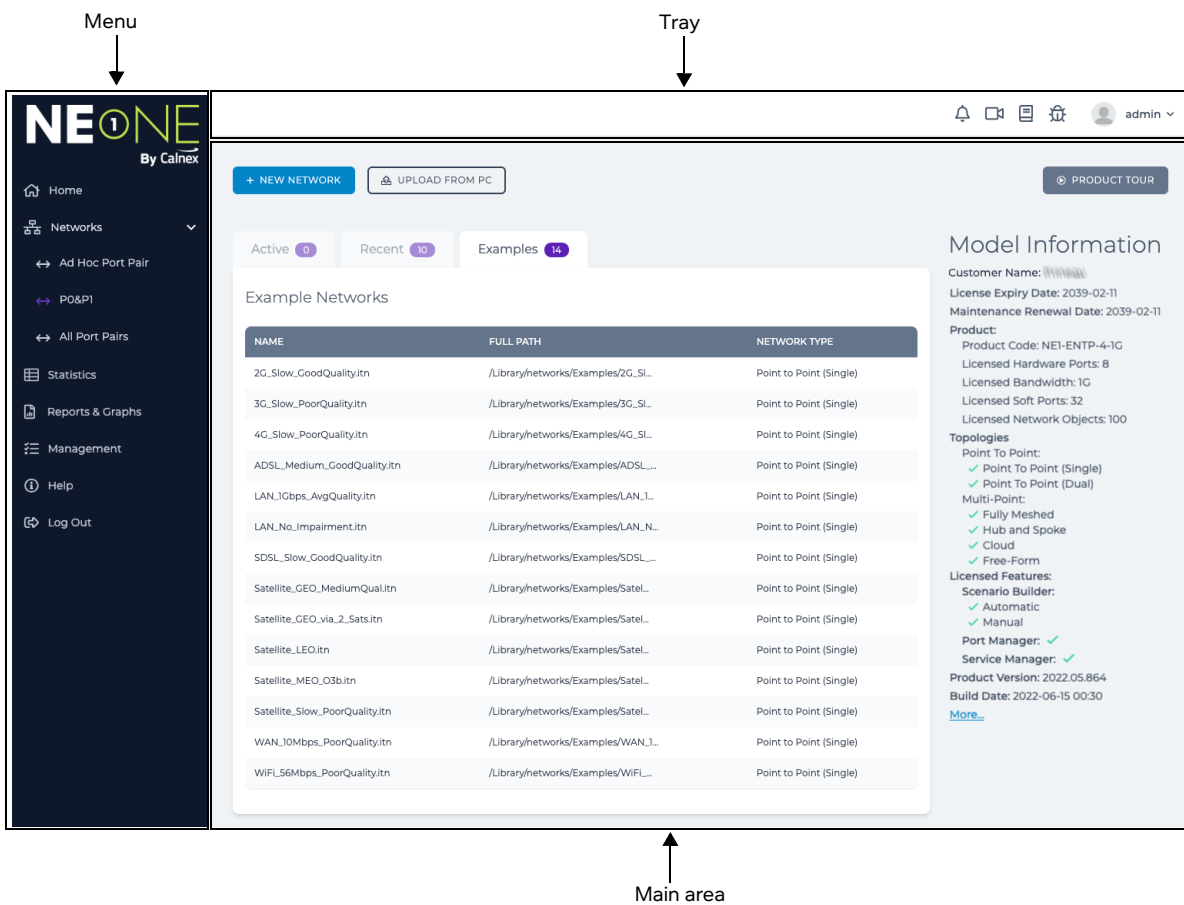 Menu
Tray
NE1NE
By Calnex
admin
Home
Networks
Ad Hoc Port Pair
P0&P1
All Port Pairs
Statistics
Reports & Graphs
Management
Help
Log Out
+ NEW NETWORK
UPLOAD FROM PC
PRODUCT TOUR
Active 0
Recent 10
Examples 14
Example Networks
NAME FULL PATH NETWORK TYPE
2G_Slow_GoodQuality.itn /Library/networks/Examples/2G_Sl... Point to Point (Single)
3G_Slow_PoorQuality.itn /Library/networks/Examples/3G_Sl... Point to Point (Single)
4G_Slow_PoorQuality.itn /Library/networks/Examples/4G_Sl... Point to Point (Single)
ADSL_Medium_GoodQuality.itn /Library/networks/Examples/ADSL_... Point to Point (Single)
LAN_1Gbps_AvgQuality.itn /Library/networks/Examples/LAN_1... Point to Point (Single)
LAN_No_Impairment.itn /Library/networks/Examples/LAN_N... Point to Point (Single)
SDSL_Slow_GoodQuality.itn /Library/networks/Examples/SDSL_... Point to Point (Single)
Satellite_GEO_MediumQual.itn /Library/networks/Examples/Satel... Point to Point (Single)
Satellite_GEO_via_2_Sats.itn /Library/networks/Examples/Satel... Point to Point (Single)
Satellite_LEO.itn /Library/networks/Examples/Satel... Point to Point (Single)
Satellite_MEO_O3b.itn /Library/networks/Examples/Satel... Point to Point (Single)
Satellite_Slow_PoorQuality.itn /Library/networks/Examples/Satel... Point to Point (Single)
WAN_10Mbps_PoorQuality.itn /Library/networks/Examples/WAN_1... Point to Point (Single)
WiFi_56Mbps_PoorQuality.itn /Library/networks/Examples/WiFi_... Point to Point (Single)
Model Information
Customer Name:
License Expiry Date: 2039-02-11
Maintenance Renewal Date: 2039-02-11
Product:
Product Code: NE1-ENTP-4-1G
Licensed Hardware Ports: 8
Licensed Bandwidth: 1G
Licensed Soft Ports: 32
Licensed Network Objects: 100
Topologies
Point To Point:
Point To Point (Single)
Point To Point (Dual)
Multi-Point:
Fully Meshed
Hub and Spoke
Cloud
Free-Form
Licensed Features:
Scenario Builder:
Automatic
Manual
Port Manager:
Service Manager:
Product Version: 2022.05.864
Build Date: 2022-06-15 00:30
More...
Main area